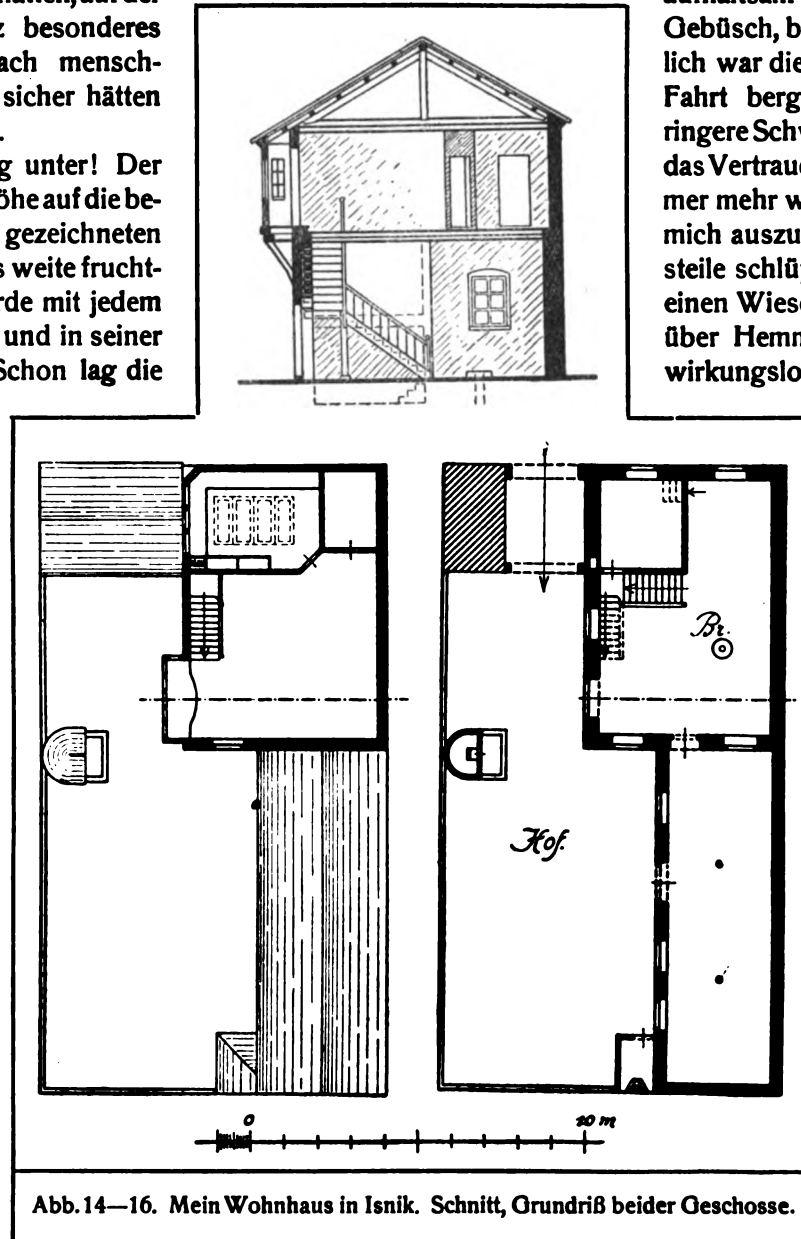 z besonderes
ach mensch-
sicher hätten
g unter! Der
öhe auf die be-
gezeichneten
s weite frucht-
rde mit jedem
und in seiner
Schon lag die
Gebüsch, b
lich war die
Fahrt berg
ringere Schw
das Vertrau
mer mehr w
mich auszu
steile schlü
einen Wies
über Hemn
wirkungslo
Br.
Hof.
0
10 m
Abb. 14—16. Mein Wohnhaus in Isnik. Schnitt, Grundriß beider Geschosse.